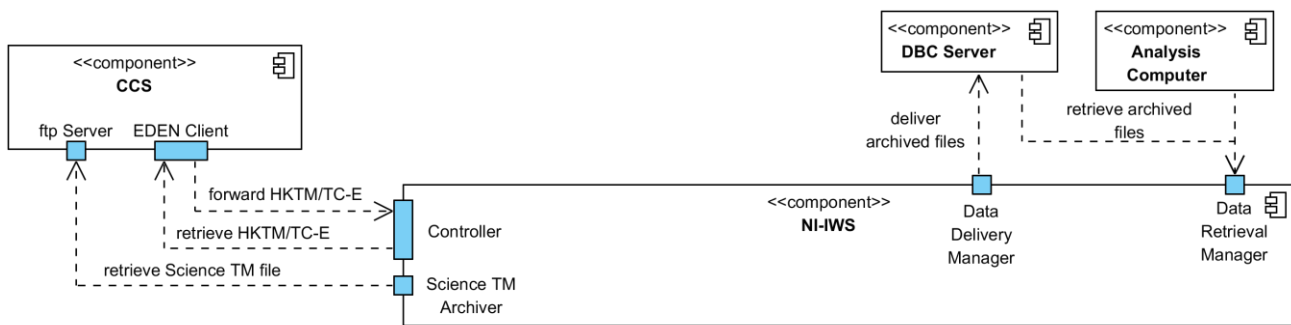 <<component>>
CCS
ftp Server
EDEN Client
<<component>>
DBC Server
<<component>>
Analysis
Computer
deliver
archived files
retrieve archived
files
forward HKTM/TC-E
retrieve HKTM/TC-E
retrieve Science TM file
Controller
Science TM
Archiver
<<component>>
NI-IWS
Data
Delivery
Manager
Data
Retrieval
Manager